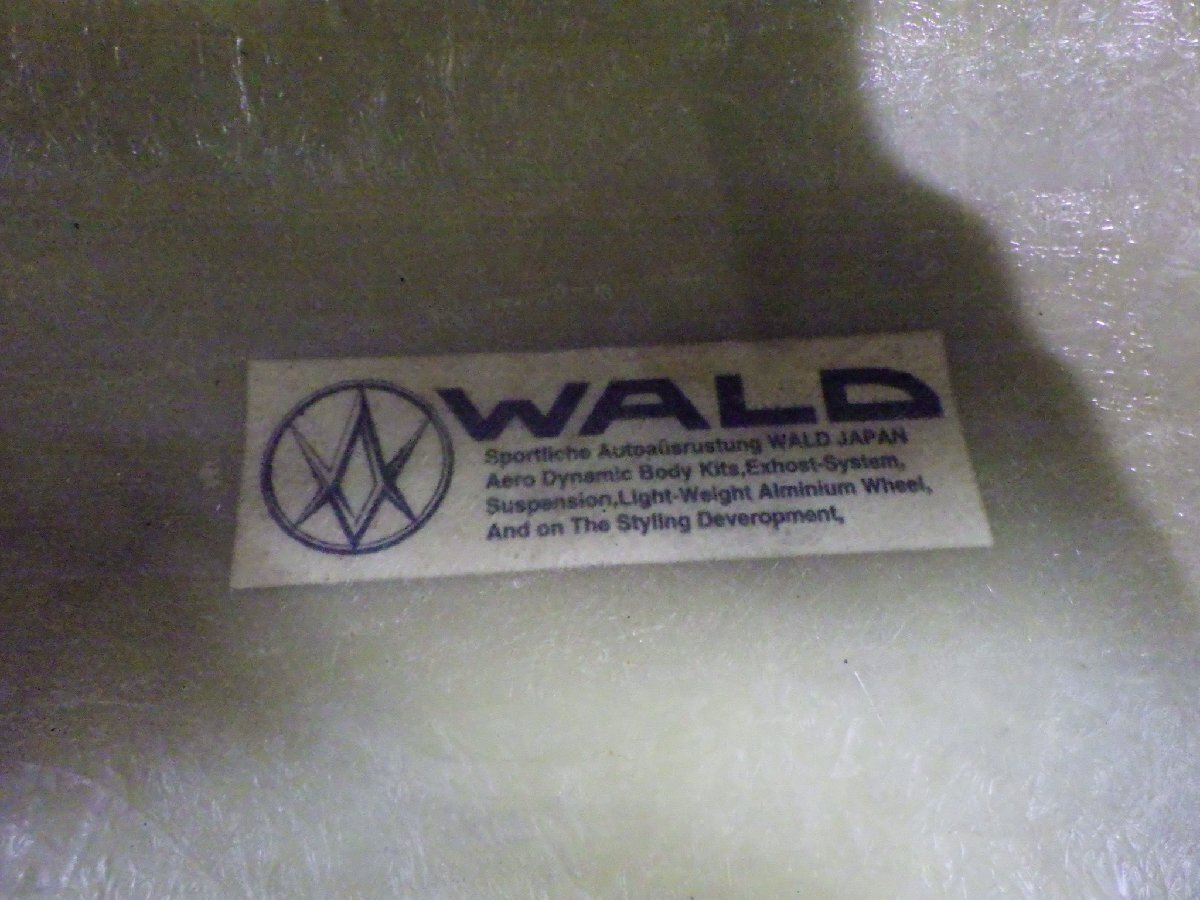 WALD
Sportliche Autoaüsrustung WALD JAPAN
Aero Dynamic Body Kits,Exhost-System,
Suspension,Light-Weight Alminium Wheel,
And on The Styling Deveropment,